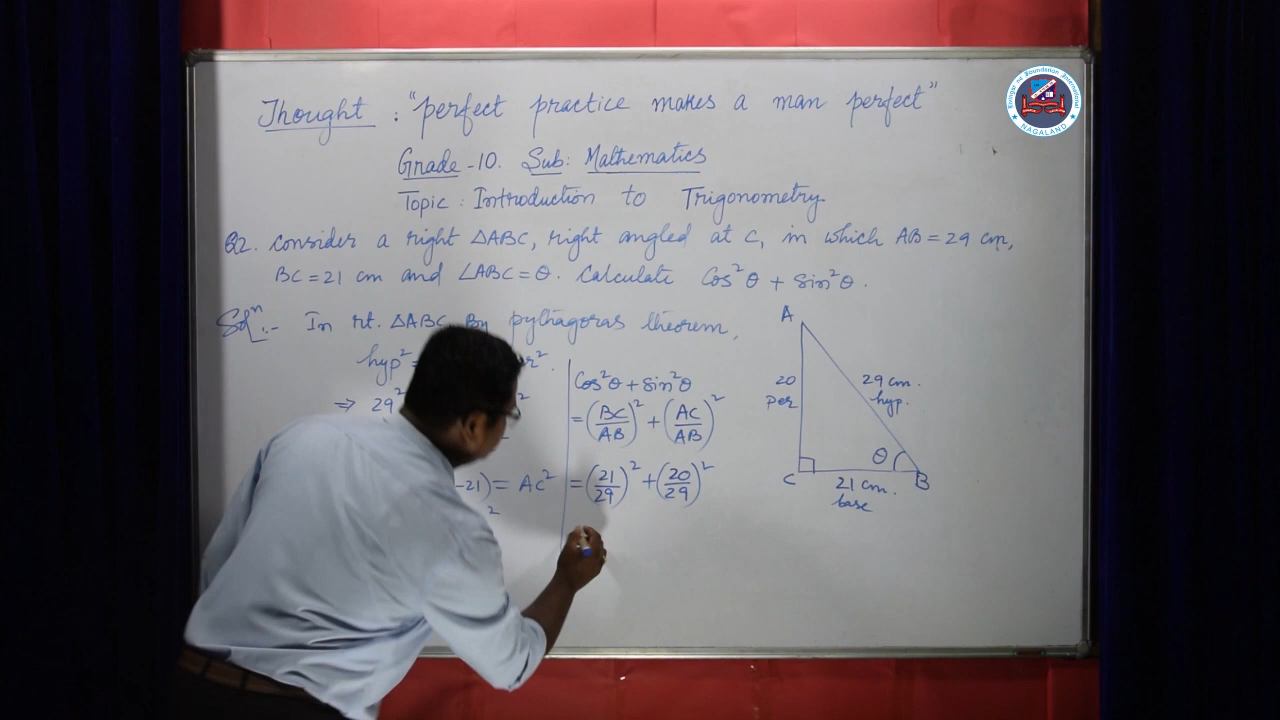 Thought : "perfect practice makes a man perfect"
Grade -10. Sub: Mathematics
Topic : Introduction to Trigonometry
Q2. consider a right ΔABC, right angled at C, in which AB = 29 cm,
BC = 21 cm and ∠ABC = θ. Calculate Cos²θ + Sin²θ.
Solⁿ:- In rt. ΔABC, By pythagoras theorem,
hyp²
⇒ 29²
-21) = AC²
Cos²θ + Sin²θ
= (BC/AB)² + (AC/AB)²
= (21/29)² + (20/29)²
A
20
per
29 cm.
hyp.
θ
C
21 cm.
base
B
NAGALAND